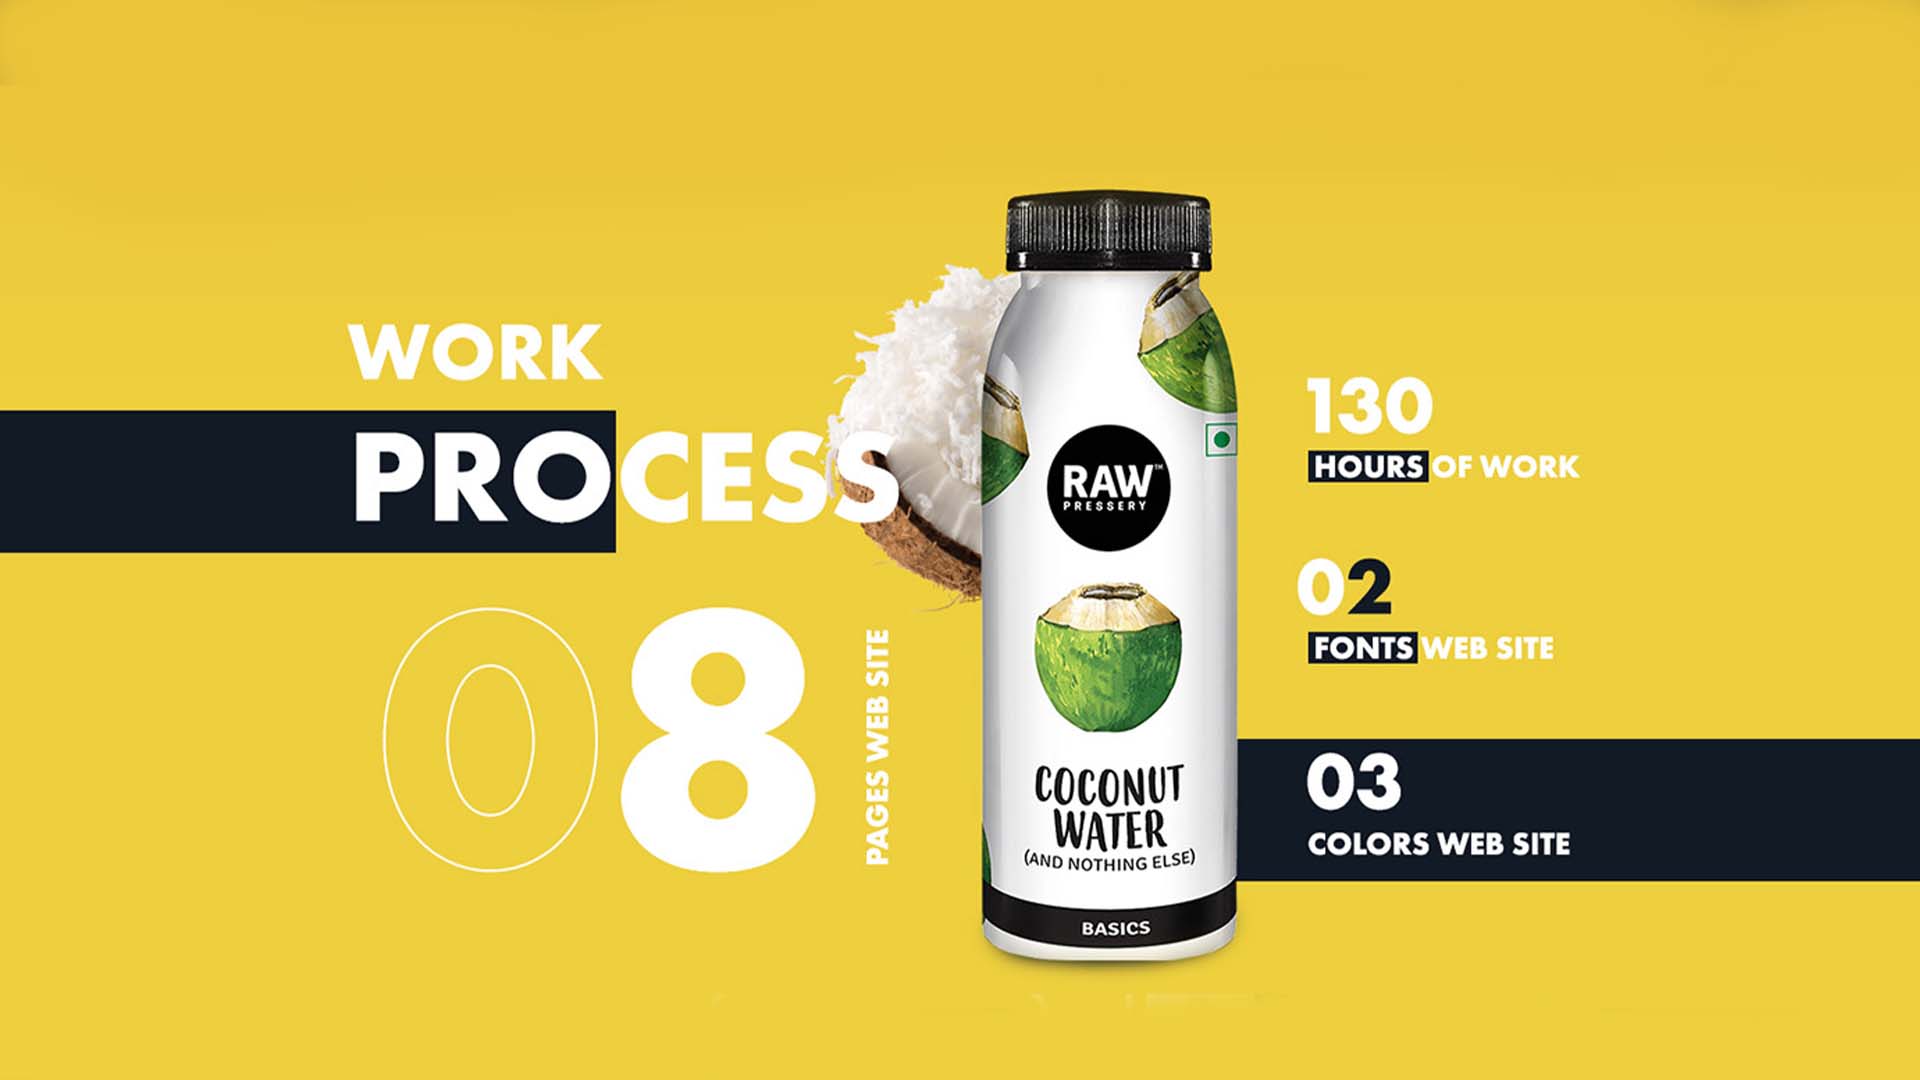 WORK
PROCESS
08
PAGES WEB SITE
RAW™
PRESSERY
COCONUT
WATER
(AND NOTHING ELSE)
BASICS
130
HOURS OF WORK
02
FONTS WEB SITE
03
COLORS WEB SITE